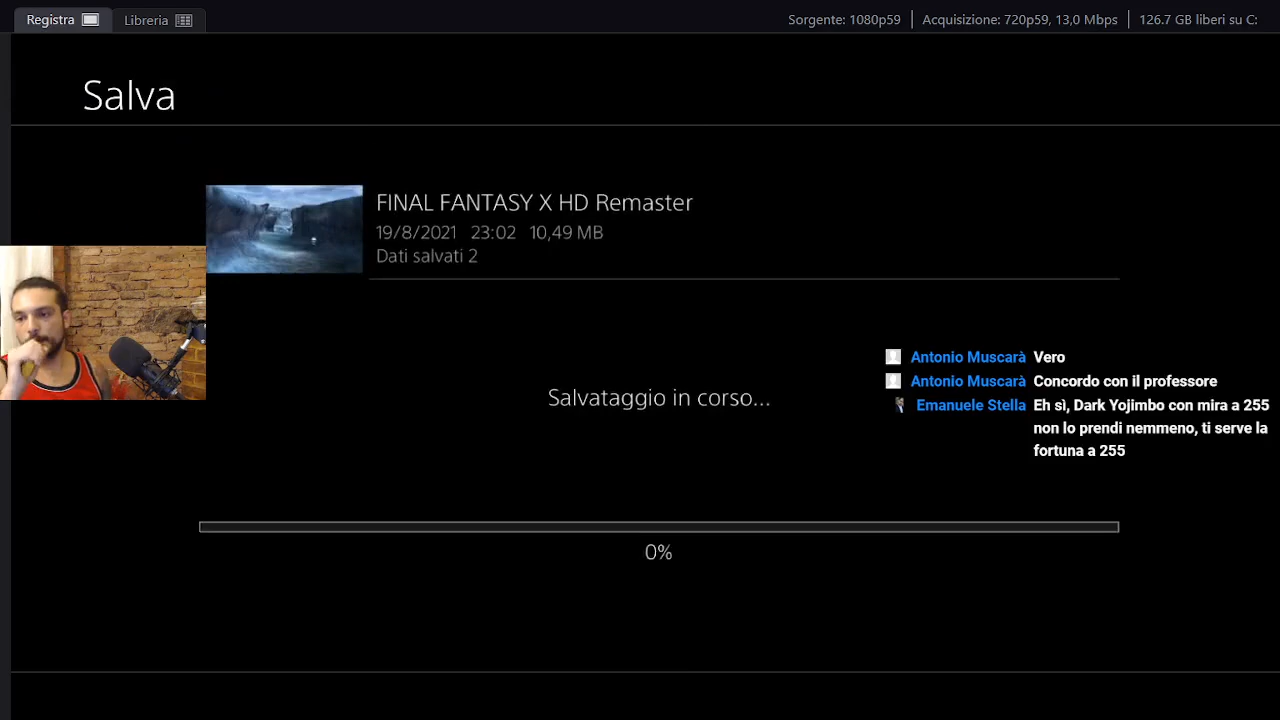 Registra
Libreria
Sorgente: 1080p59
Acquisizione: 720p59, 13,0 Mbps
126.7 GB liberi su C:
Salva
FINAL FANTASY X HD Remaster
19/8/2021 23:02 10,49 MB
Dati salvati 2
Salvataggio in corso...
Antonio Muscarà Vero
Antonio Muscarà Concordo con il professore
Emanuele Stella Eh sì, Dark Yojimbo con mira a 255
non lo prendi nemmeno, ti serve la
fortuna a 255
0%